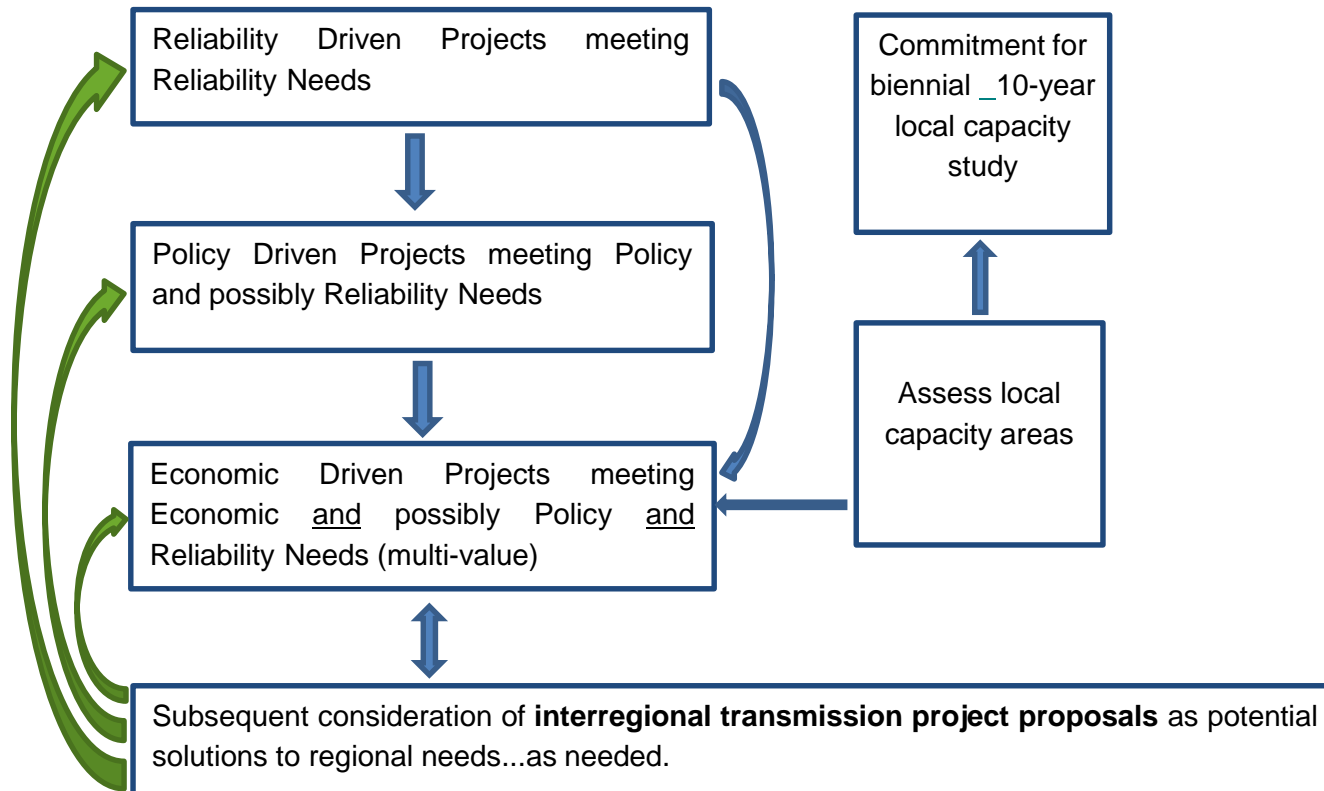 Reliability Driven Projects meeting
Reliability Needs
Commitment for
biennial _10-year
local capacity
study
Policy Driven Projects meeting Policy
and possibly Reliability Needs
Assess local
capacity areas
Economic Driven Projects meeting
Economic and possibly Policy and
Reliability Needs (multi-value)
Subsequent consideration of interregional transmission project proposals as potential
solutions to regional needs...as needed.